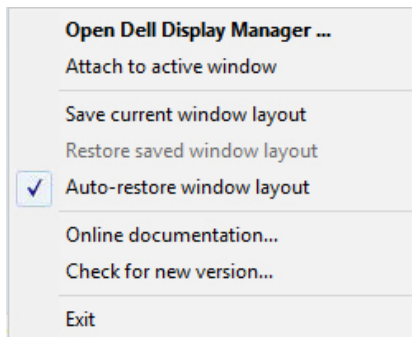 Open Dell Display Manager ...
Attach to active window
Save current window layout
Restore saved window layout
Auto-restore window layout
Online documentation...
Check for new version...
Exit